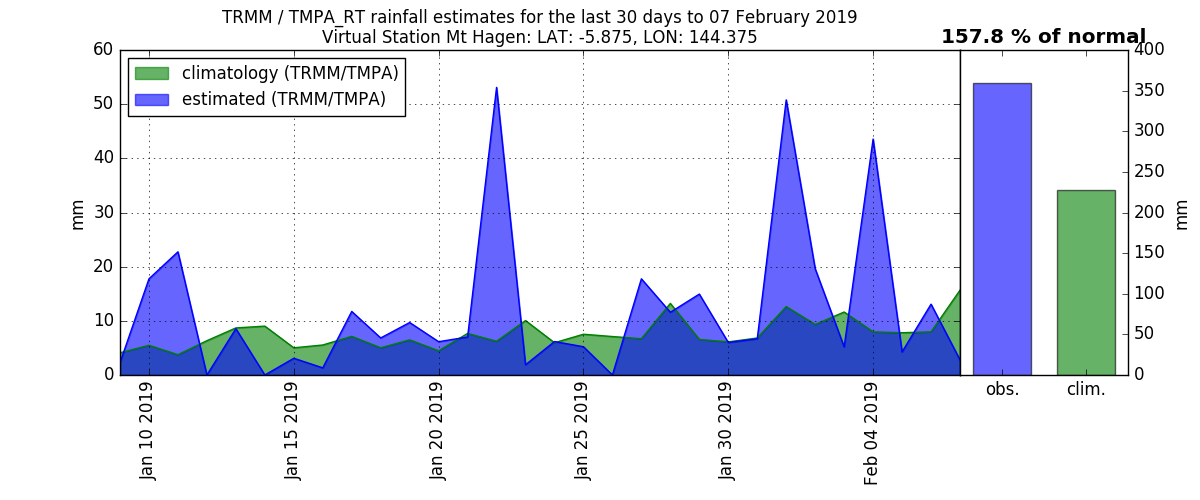 TRMM / TMPA_RT rainfall estimates for the last 30 days to 07 February 2019
Virtual Station Mt Hagen: LAT: -5.875, LON: 144.375
157.8 % of normal
climatology (TRMM/TMPA)
estimated (TRMM/TMPA)
60
50
40
30
20
10
0
mm
Jan 10 2019
Jan 15 2019
Jan 20 2019
Jan 25 2019
Jan 30 2019
Feb 04 2019
obs.
clim.
400
350
300
250
200
150
100
50
0
mm